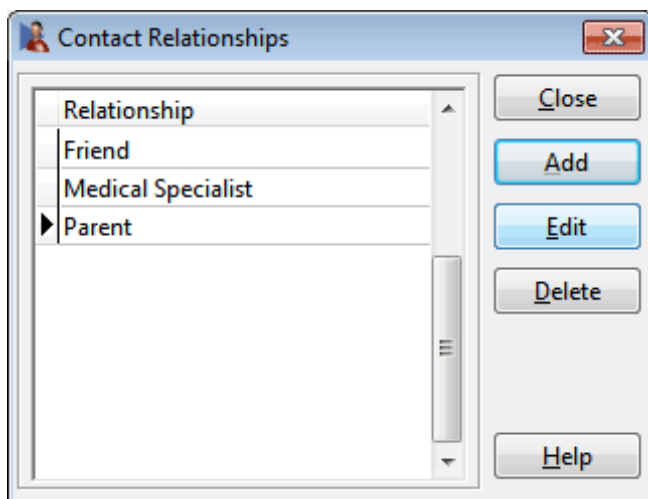 Contact Relationships
Relationship
Friend
Medical Specialist
Parent
Close
Add
Edit
Delete
Help